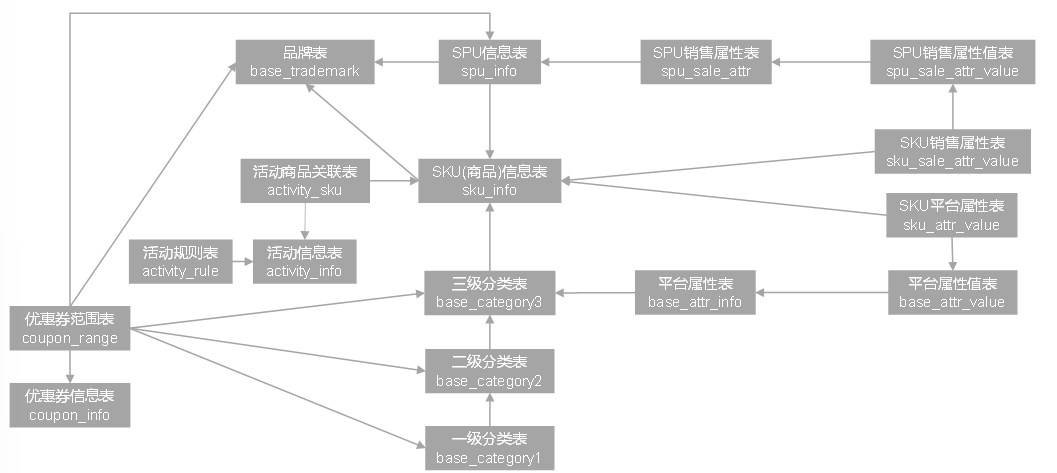 品牌表
base_trademark
SPU信息表
spu_info
SPU销售属性表
spu_sale_attr
SPU销售属性值表
spu_sale_attr_value
SKU销售属性表
sku_sale_attr_value
活动商品关联表
activity_sku
SKU(商品)信息表
sku_info
SKU平台属性表
sku_attr_value
活动规则表
activity_rule
活动信息表
activity_info
三级分类表
base_category3
平台属性表
base_attr_info
平台属性值表
base_attr_value
优惠券范围表
coupon_range
二级分类表
base_category2
优惠券信息表
coupon_info
一级分类表
base_category1